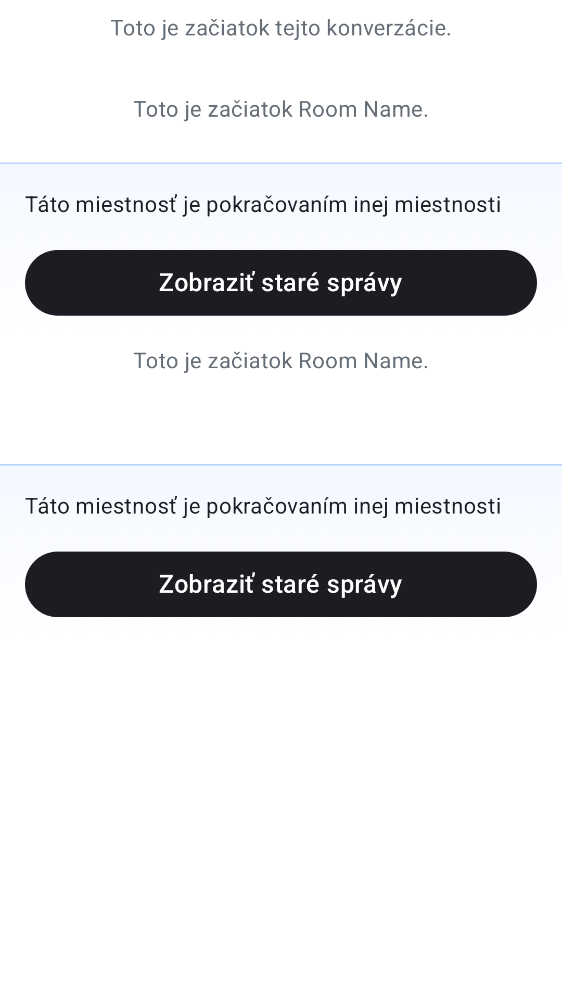 Toto je začiatok tejto konverzácie.
Toto je začiatok Room Name.
Táto miestnosť je pokračovaním inej miestnosti
Zobraziť staré správy
Toto je začiatok Room Name.
Táto miestnosť je pokračovaním inej miestnosti
Zobraziť staré správy